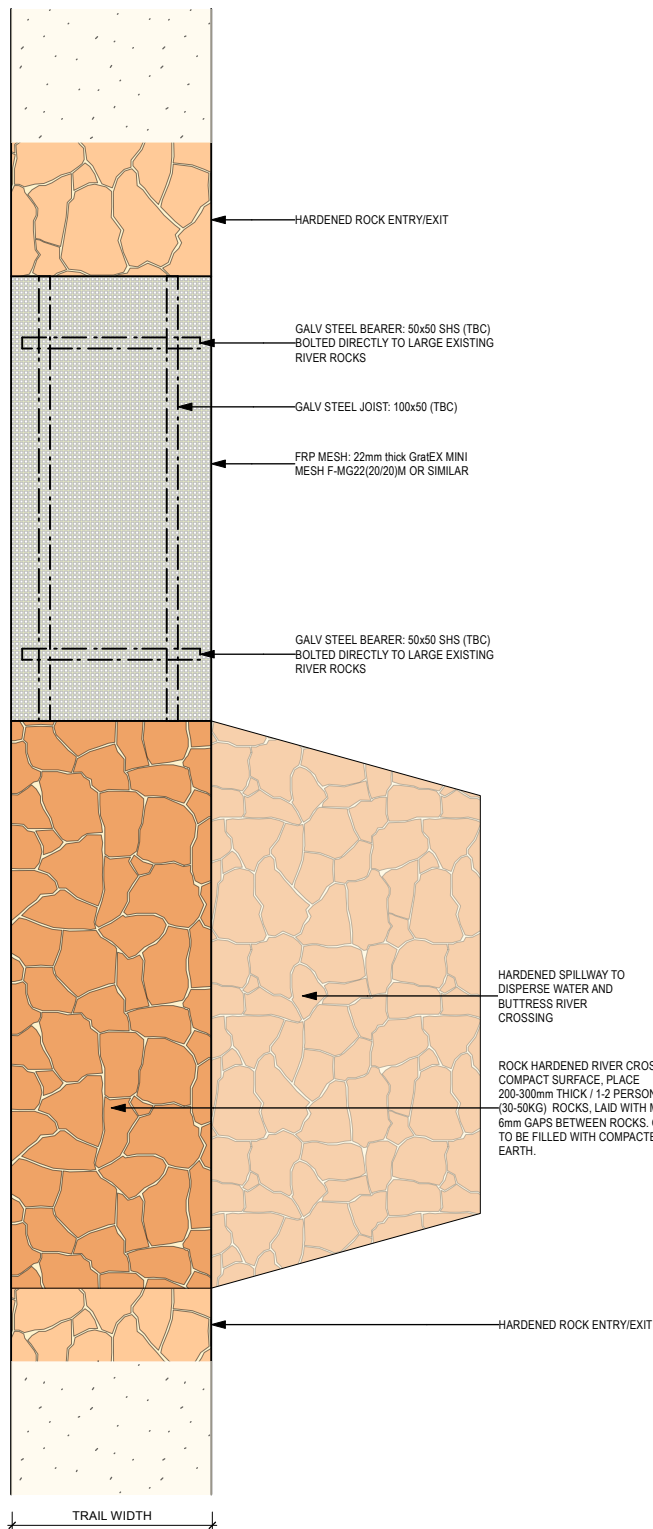 HARDENED ROCK ENTRY/EXIT
GALV STEEL BEARER: 50x50 SHS (TBC)
BOLTED DIRECTLY TO LARGE EXISTING
RIVER ROCKS
GALV STEEL JOIST: 100x50 (TBC)
FRP MESH: 22mm thick GratEX MINI
MESH F-MG22(20/20)M OR SIMILAR
GALV STEEL BEARER: 50x50 SHS (TBC)
BOLTED DIRECTLY TO LARGE EXISTING
RIVER ROCKS
HARDENED SPILLWAY TO
DISPERSE WATER AND
BUTTRESS RIVER
CROSSING
ROCK HARDENED RIVER
COMPACT SURFACE, PLACE
200-300mm THICK / 1-2 PERSON
(30-50KG) ROCKS, LAID WITH
6mm GAPS BETWEEN ROCKS.
TO BE FILLED WITH
EARTH.
HARDENED ROCK ENTRY/EXIT
TRAIL WIDTH